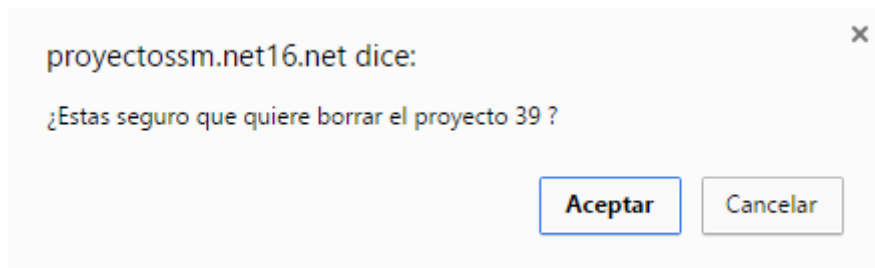 proyectossm.net16.net dice:
¿Estas seguro que quiere borrar el proyecto 39 ?
Aceptar Cancelar